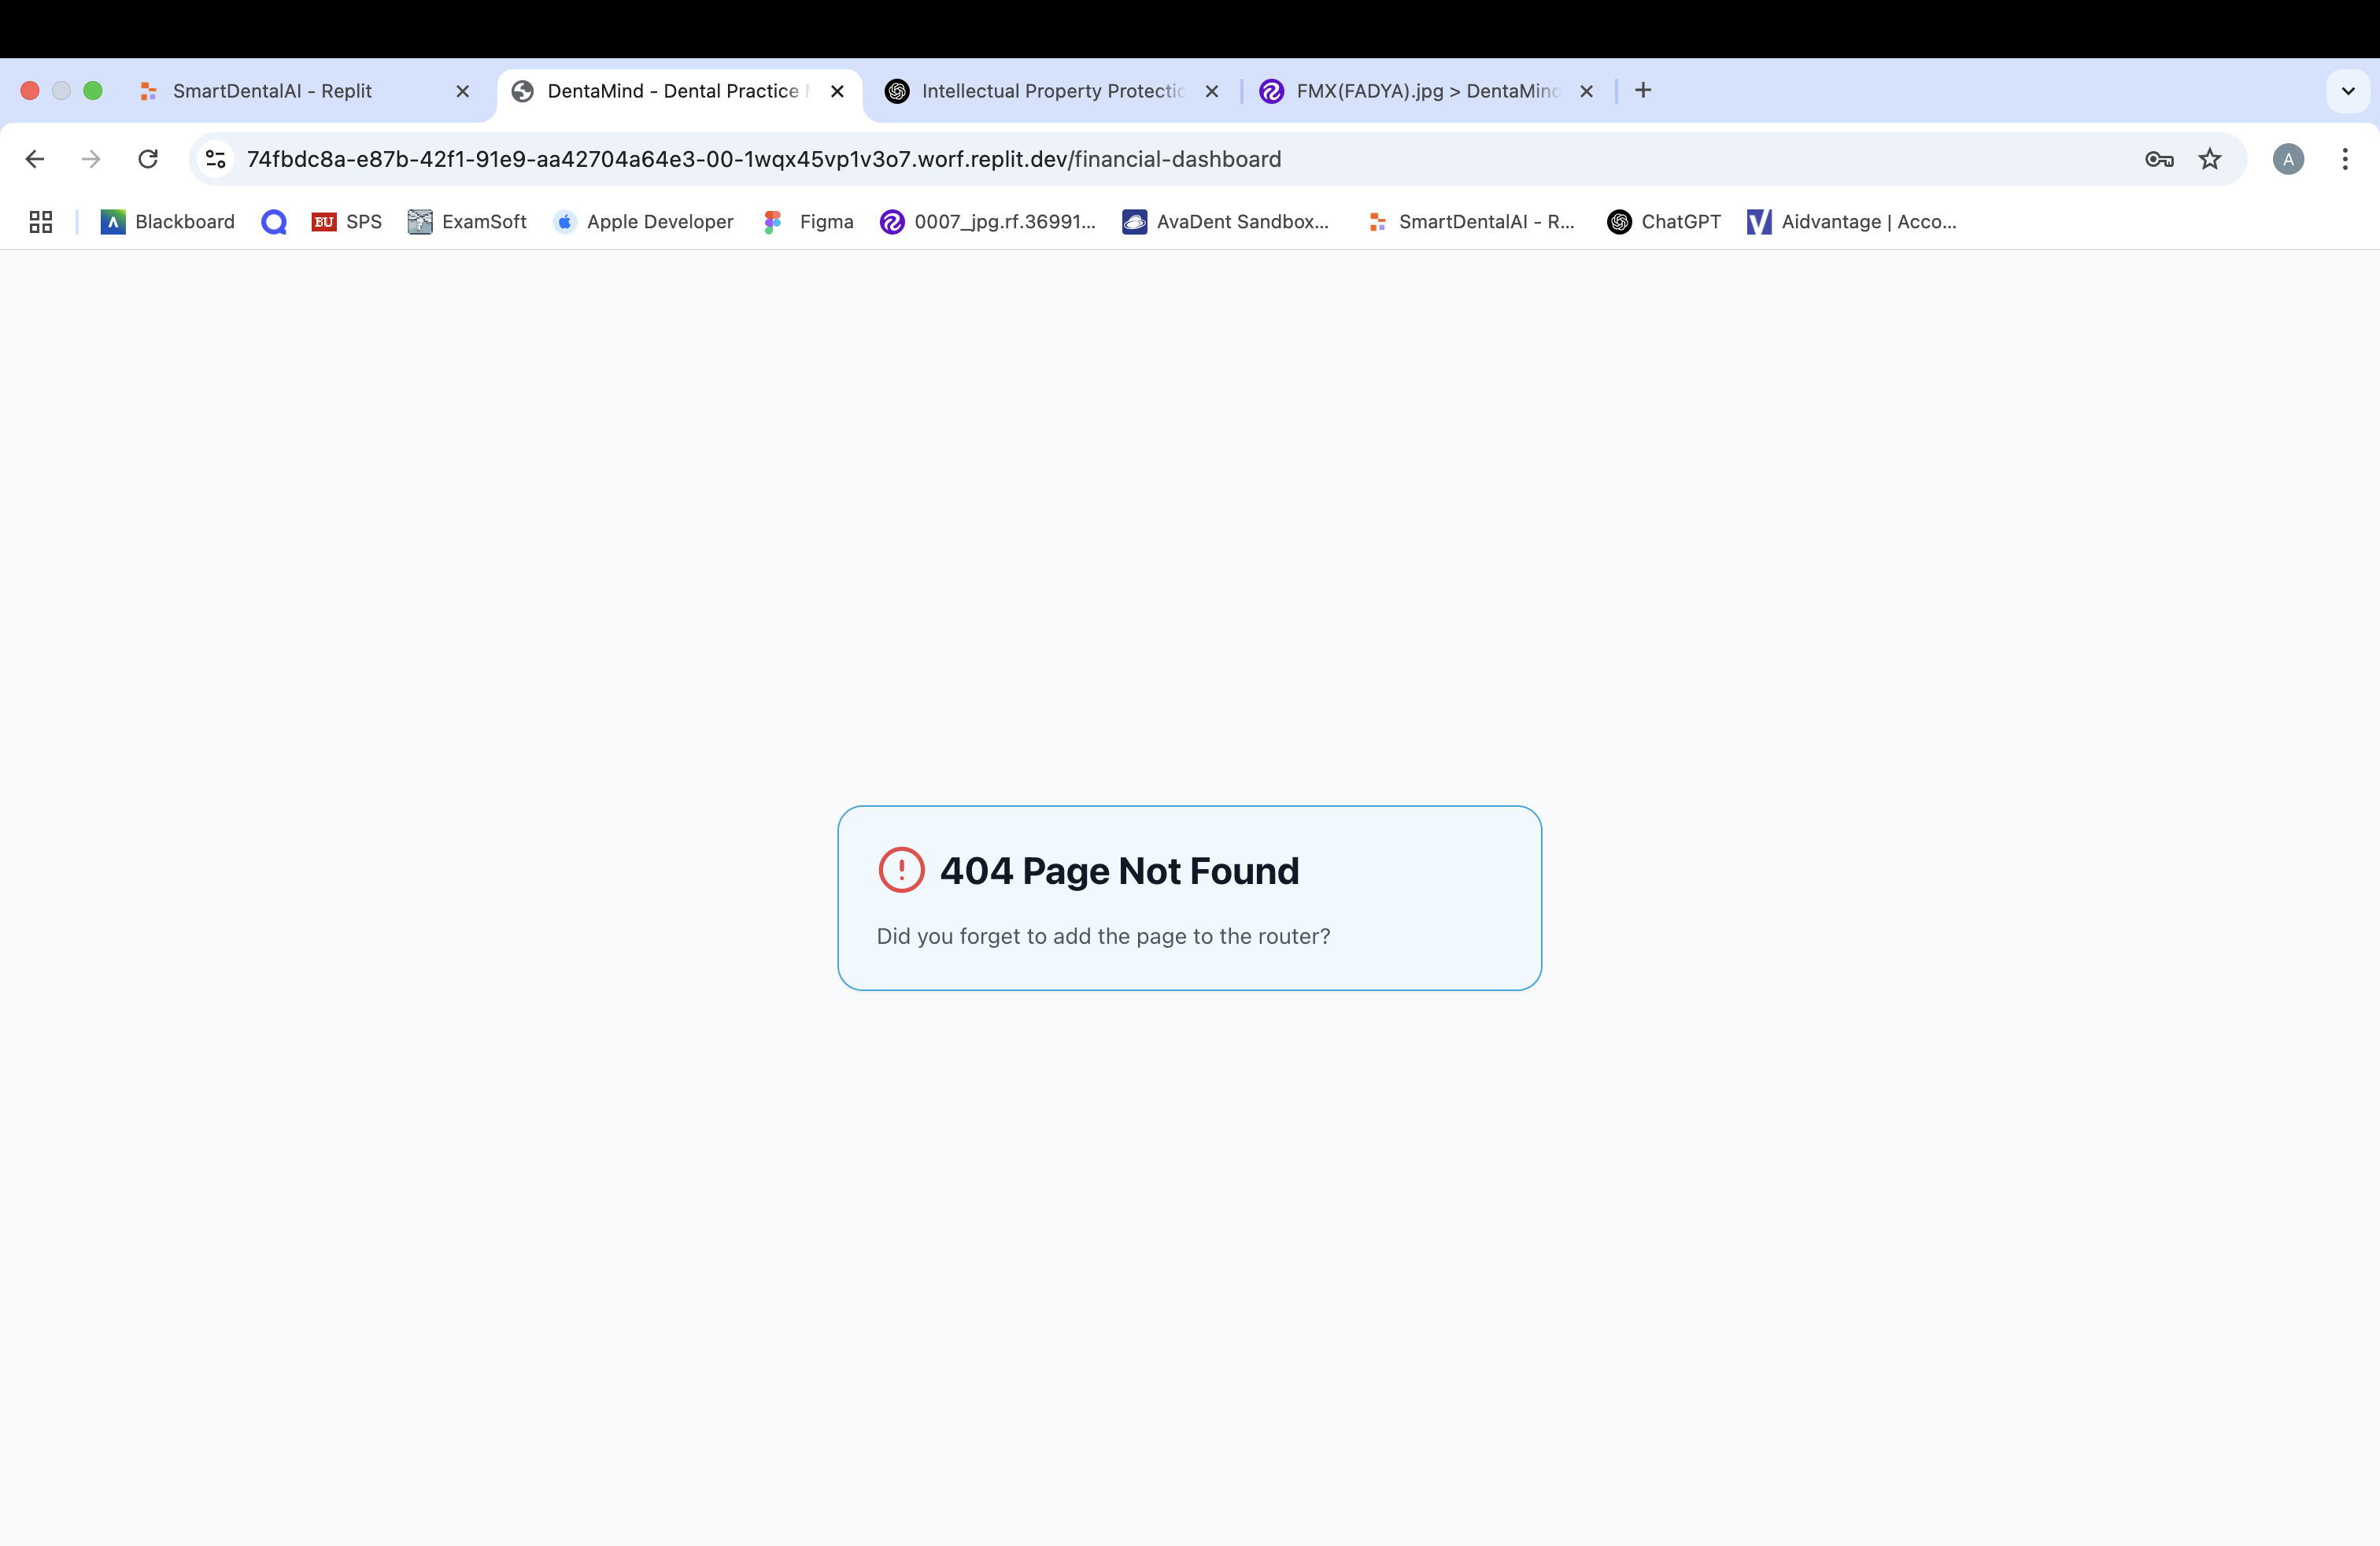 SmartDentalAI - Replit
DentaMind - Dental Practice
Intellectual Property Protectic
FMX(FADYA).jpg > DentaMind
74fbdc8a-e87b-42f1-91e9-aa42704a64e3-00-1wqx45vp1v3o7.worf.replit.dev/financial-dashboard
A
Blackboard
BU SPS
ExamSoft
Apple Developer
Figma
0007_jpg.rf.36991...
AvaDent Sandbox...
SmartDentalAI - R...
ChatGPT
Aidvantage | Acco...
404 Page Not Found
Did you forget to add the page to the router?